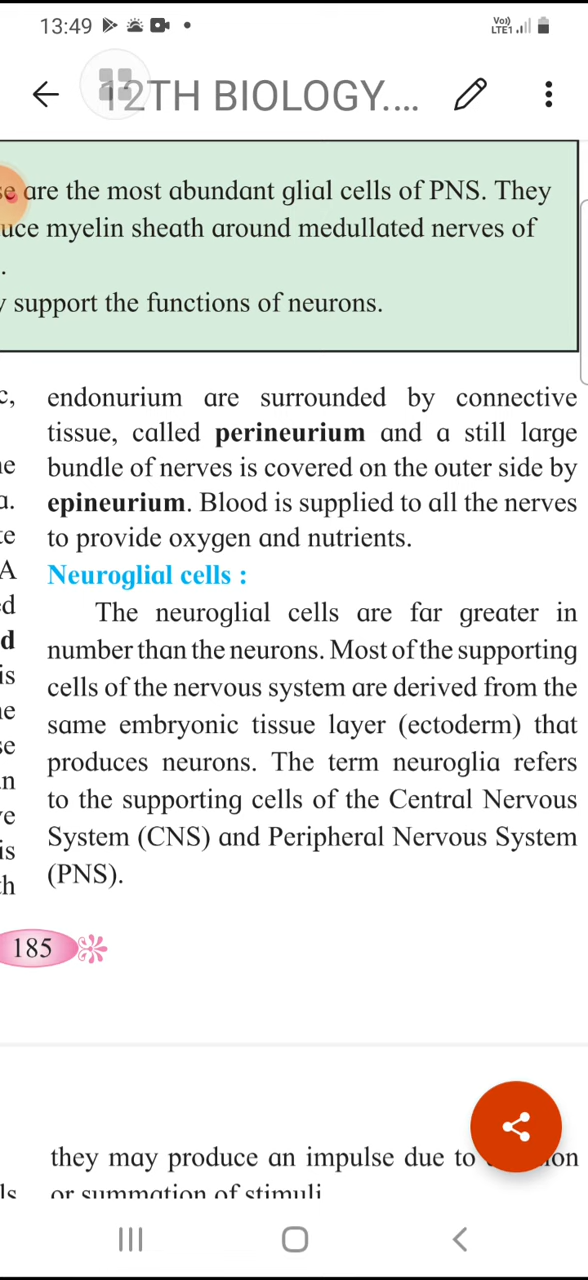 13:49
Vo)) LTE1
12TH BIOLOGY....
are the most abundant glial cells of PNS. They
myelin sheath around medullated nerves of
.
support the functions of neurons.
c,
endonurium are surrounded by connective
tissue, called perineurium and a still large
bundle of nerves is covered on the outer side by
a.
epineurium. Blood is supplied to all the nerves
to provide oxygen and nutrients.
A
Neuroglial cells :
The neuroglial cells are far greater in
d
number than the neurons. Most of the supporting
is
cells of the nervous system are derived from the
same embryonic tissue layer (ectoderm) that
produces neurons. The term neuroglia refers
to the supporting cells of the Central Nervous
System (CNS) and Peripheral Nervous System
is
(PNS).
185
they may produce an impulse due to
or summation of stimuli